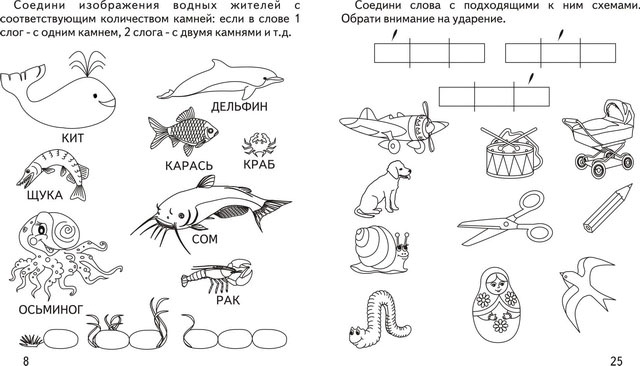 Соедини изображения водных жителей с
соответствующим количеством камней: если в слове 1
слог - с одним камнем, 2 слога - с двумя камнями и т.д.
КИТ
ДЕЛЬФИН
КАРАСЬ
КРАБ
ЩУКА
СОМ
ОСЬМИНОГ
РАК
8
Соедини слова с подходящими к ним схемами.
Обрати внимание на ударение.
25